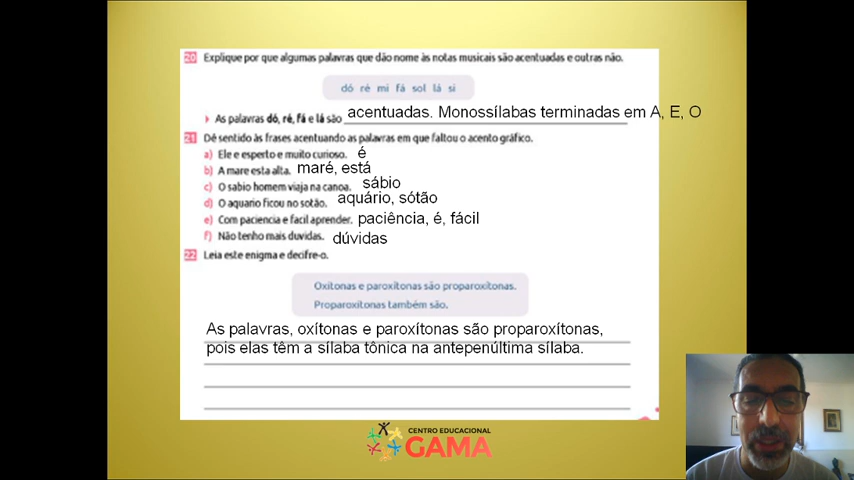 20 Explique por que algumas palavras que dão nome às notas musicais são acentuadas e outras não.
dó ré mi fá sol lá si
As palavras dó, ré, fá e lá são acentuadas. Monossílabas terminadas em A, E, O
21 Dê sentido às frases acentuando as palavras em que faltou o acento gráfico.
a) Ele e esperto e muito curioso. é
b) A mare esta alta. maré, está
c) O sabio homem viaja na canoa. sábio
d) O aquario ficou no sotão. aquário, sótão
e) Com paciencia e facil aprender. paciência, é, fácil
f) Não tenho mais duvidas. dúvidas
22 Leia este enigma e decifre-o.
Oxítonas e paroxítonas são proparoxítonas.
Proparoxítonas também são.
As palavras, oxítonas e paroxítonas são proparoxítonas,
pois elas têm a sílaba tônica na antepenúltima sílaba.
CENTRO EDUCACIONAL
GAMA